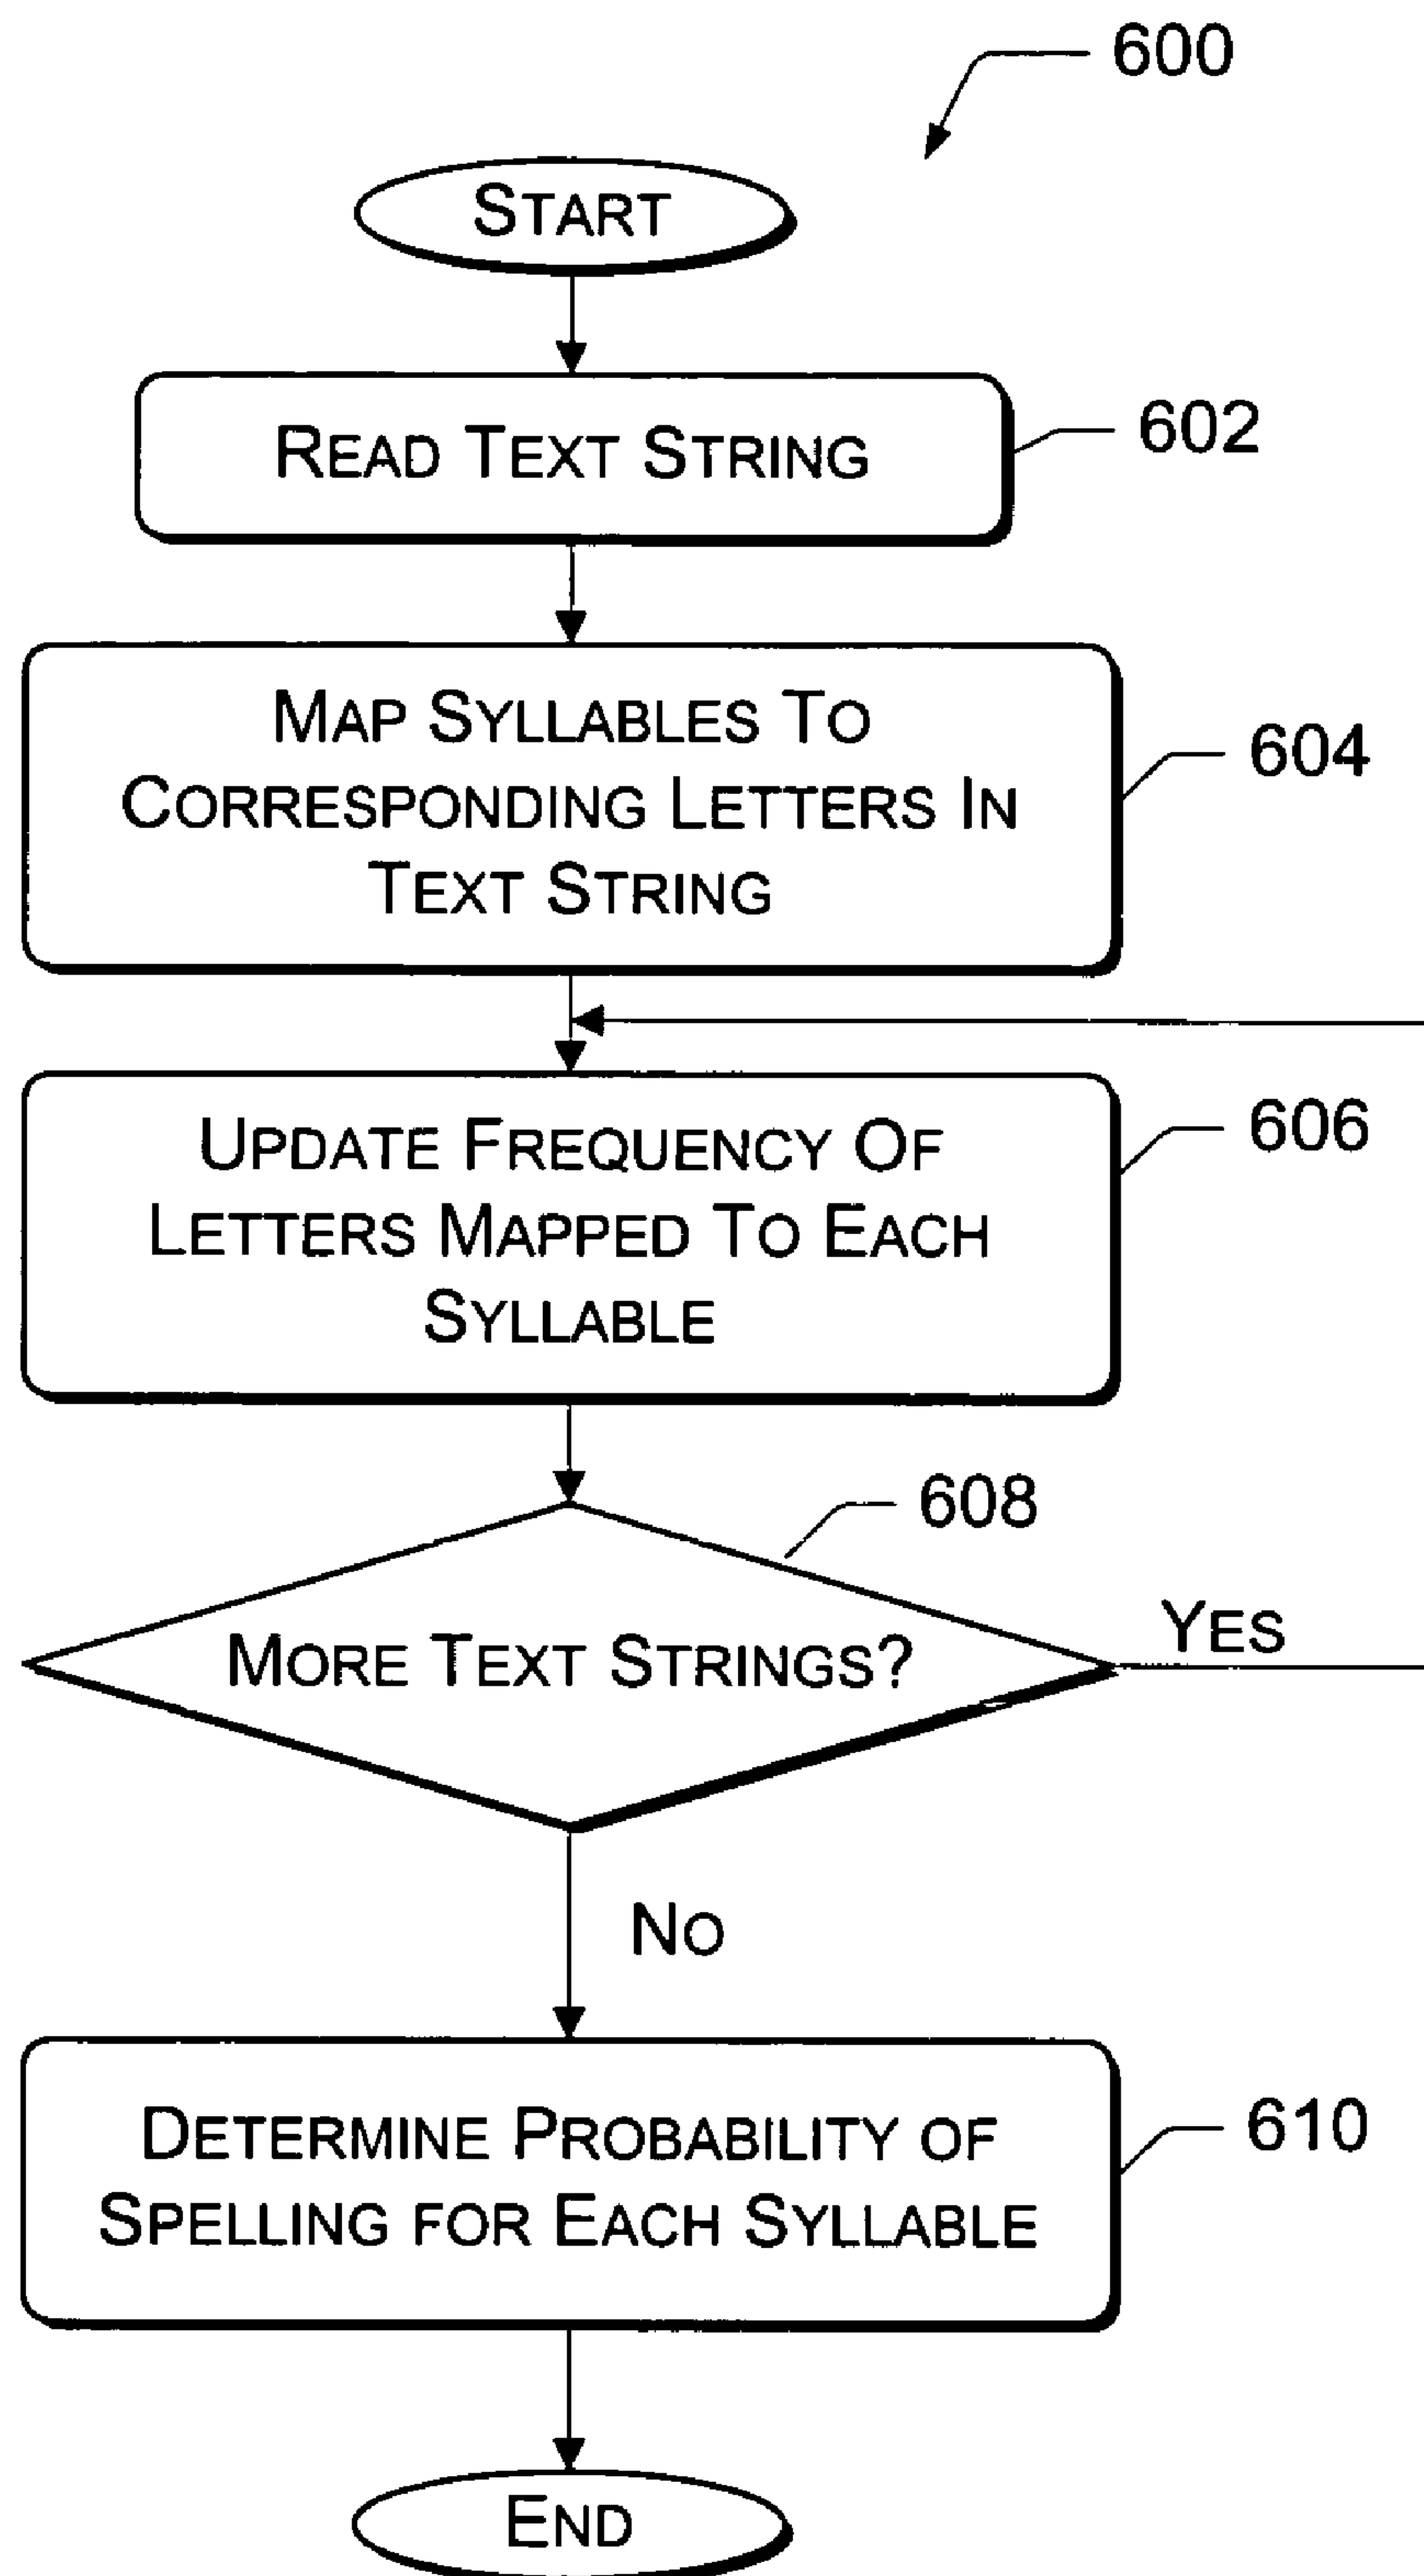 600
START
READ TEXT STRING
602
MAP SYLLABLES TO
CORRESPONDING LETTERS IN
TEXT STRING
604
UPDATE FREQUENCY OF
LETTERS MAPPED TO EACH
SYLLABLE
606
608
MORE TEXT STRINGS?
YES
NO
DETERMINE PROBABILITY OF
SPELLING FOR EACH SYLLABLE
610
END